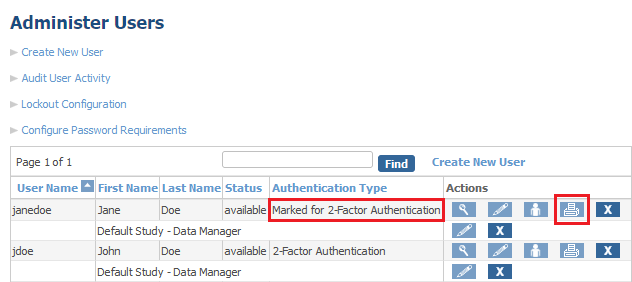 Administer Users
Create New User
Audit User Activity
Lockout Configuration
Configure Password Requirements
Page 1 of 1 Find Create New User
User Name First Name Last Name Status Authentication Type Actions
janedoe Jane Doe available Marked for 2-Factor Authentication X
Default Study - Data Manager X
jdoe John Doe available 2-Factor Authentication X
Default Study - Data Manager X